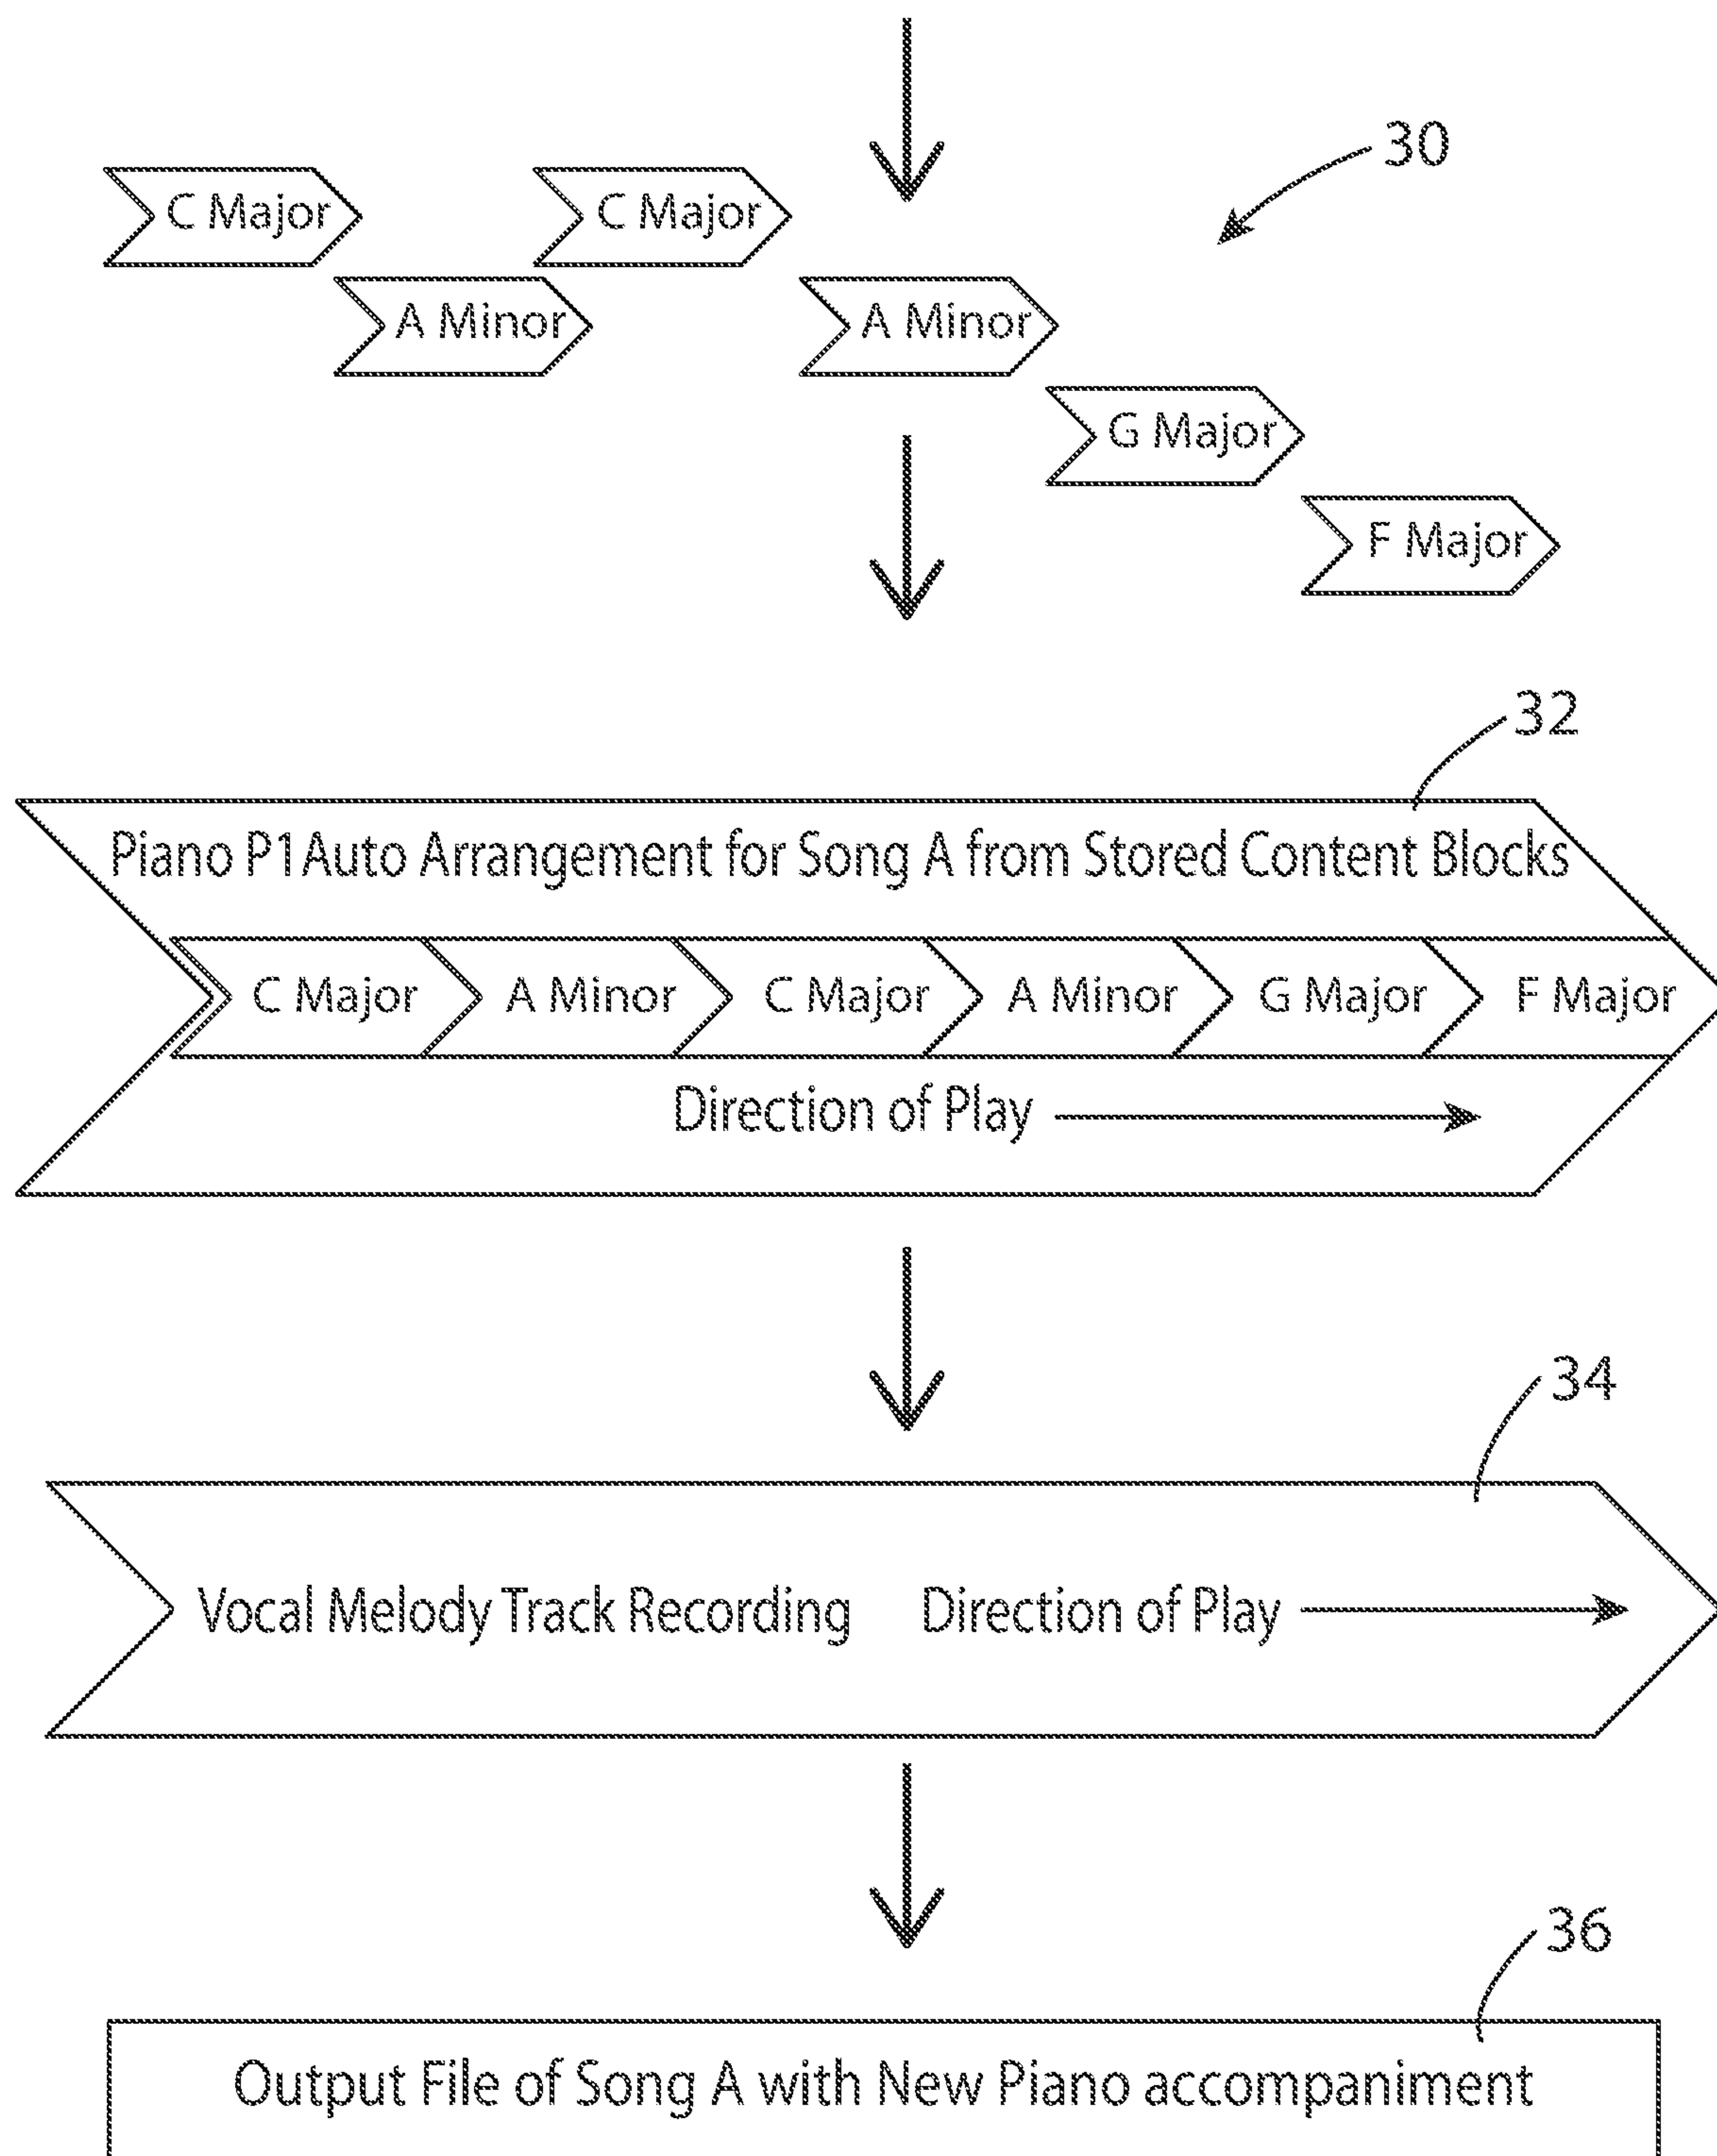 30
C Major
C Major
A Minor
A Minor
G Major
F Major
32
Piano P1 Auto Arrangement for Song A from Stored Content Blocks
C Major A Minor C Major A Minor G Major F Major
Direction of Play
34
Vocal Melody Track Recording Direction of Play
36
Output File of Song A with New Piano accompaniment